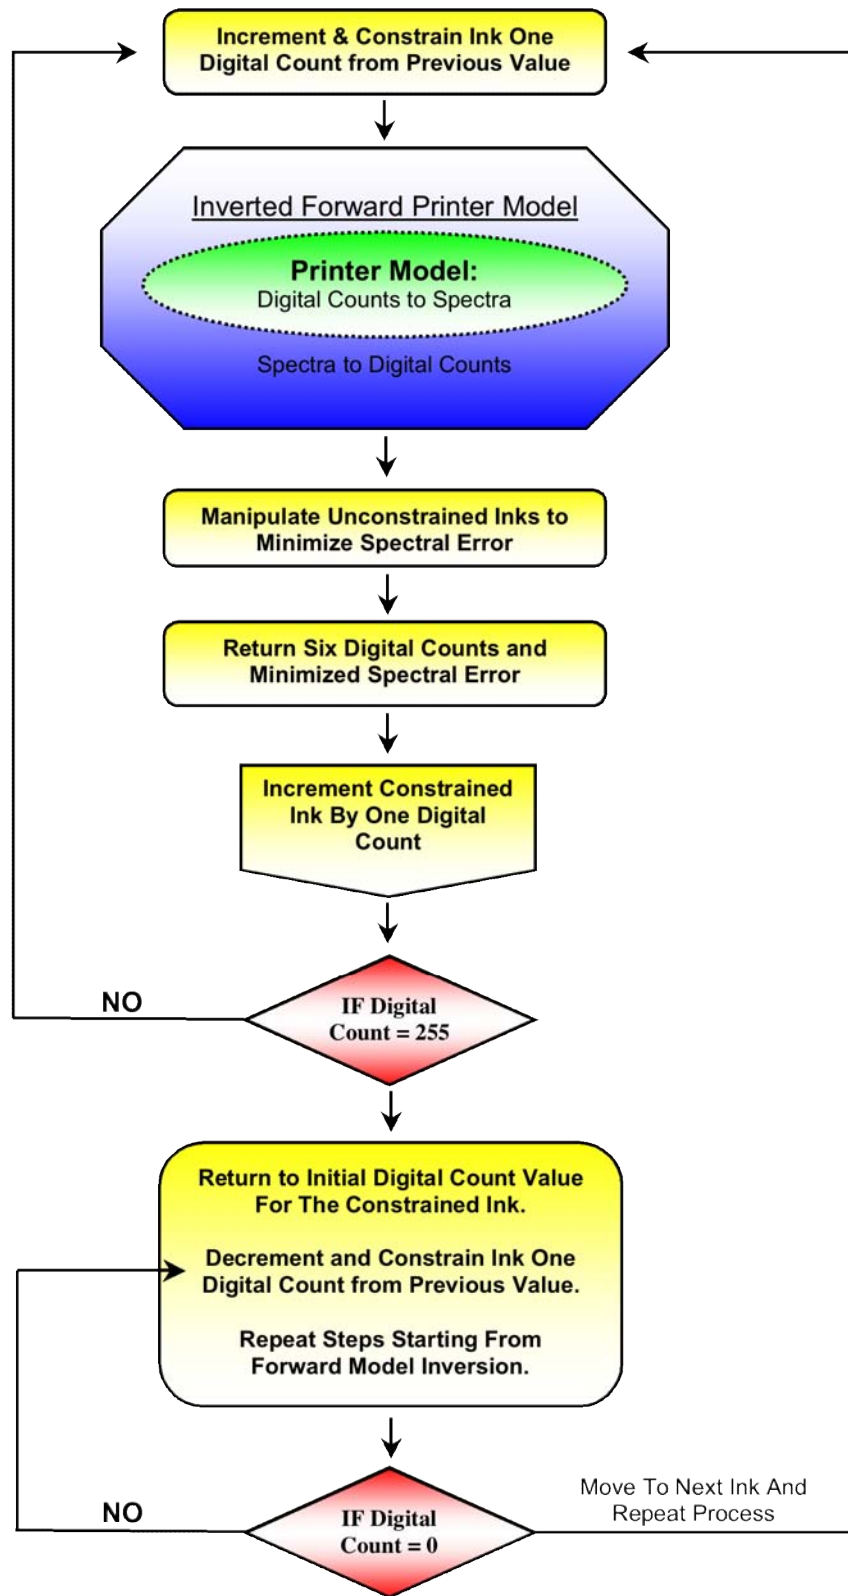 Increment & Constrain Ink One
Digital Count from Previous Value
Inverted Forward Printer Model
Printer Model:
Digital Counts to Spectra
Spectra to Digital Counts
Manipulate Unconstrained Inks to
Minimize Spectral Error
Return Six Digital Counts and
Minimized Spectral Error
Increment Constrained
Ink By One Digital
Count
NO
IF Digital
Count = 255
Return to Initial Digital Count Value
For The Constrained Ink.
Decrement and Constrain Ink One
Digital Count from Previous Value.
Repeat Steps Starting From
Forward Model Inversion.
NO
IF Digital
Count = 0
Move To Next Ink And
Repeat Process